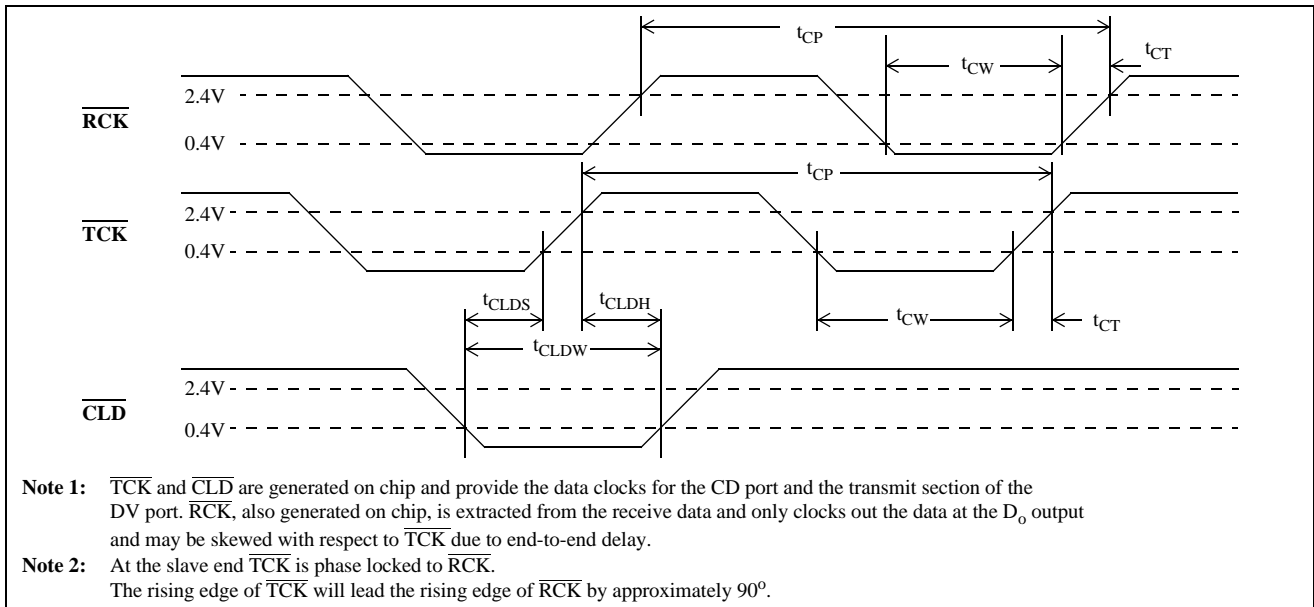 tCP
tCW
tCT
2.4V
RCK
0.4V
tCP
2.4V
TCK
0.4V
tCLDS
tCLDH
tCW
tCT
tCLDW
2.4V
CLD
0.4V
Note 1: TCK and CLD are generated on chip and provide the data clocks for the CD port and the transmit section of the
DV port. RCK, also generated on chip, is extracted from the receive data and only clocks out the data at the Do output
and may be skewed with respect to TCK due to end-to-end delay.
Note 2: At the slave end TCK is phase locked to RCK.
The rising edge of TCK will lead the rising edge of RCK by approximately 90o.